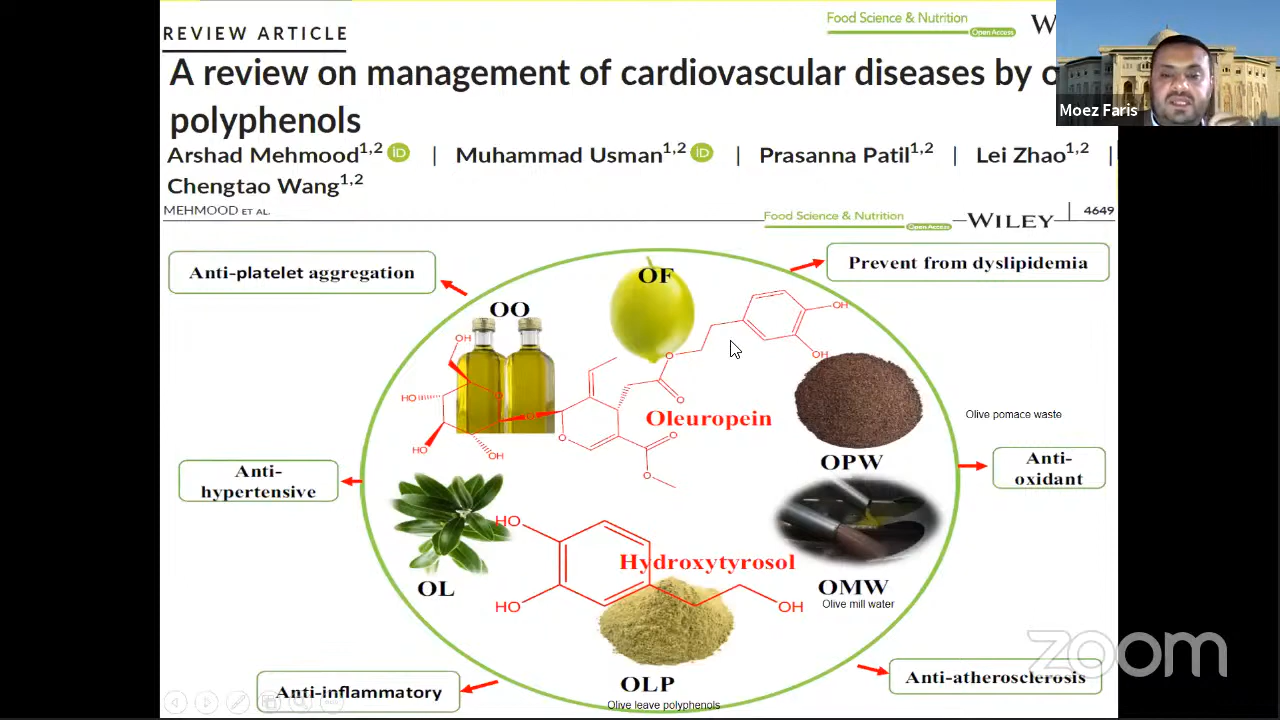 REVIEW ARTICLE
Food Science & Nutrition
Open Access
W
A review on management of cardiovascular diseases by o
polyphenols
Moez Faris
Arshad Mehmood1,2 iD | Muhammad Usman1,2 iD | Prasanna Patil1,2 | Lei Zhao1,2 |
Chengtao Wang1,2
MEHMOOD ET AL.
Food Science & Nutrition
Open Access
WILEY
4649
Anti-platelet aggregation
Prevent from dyslipidemia
OF
OO
OH
OH
OH
HO
HO
OH
O
O
O
O
O
O
O
O
Oleuropein
Olive pomace waste
OPW
Anti-
hypertensive
Anti-
oxidant
OL
HO
HO
OH
Hydroxytyrosol
OMW
Olive mill water
OLP
Olive leave polyphenols
Anti-inflammatory
Anti-atherosclerosis
zoom